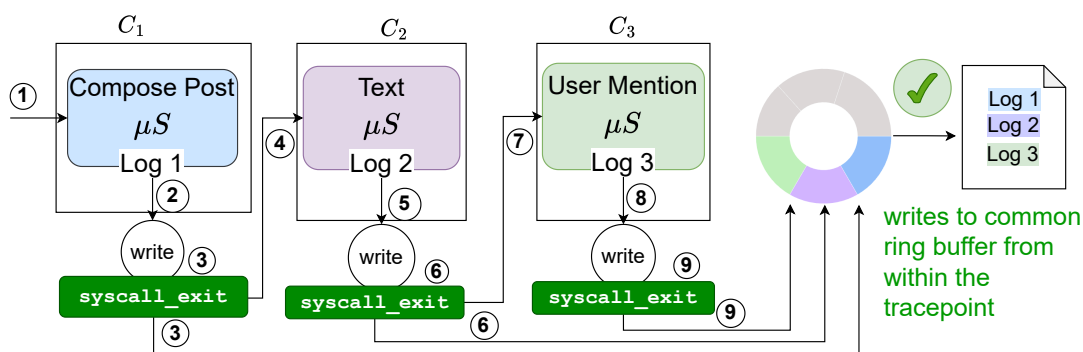 C1
C2
C3
1
Compose Post
μS
Log 1
2
write
3
syscall_exit
3
4
Text
μS
Log 2
5
write
6
syscall_exit
6
7
User Mention
μS
Log 3
8
write
9
syscall_exit
9
Log 1
Log 2
Log 3
writes to common
ring buffer from
within the
tracepoint